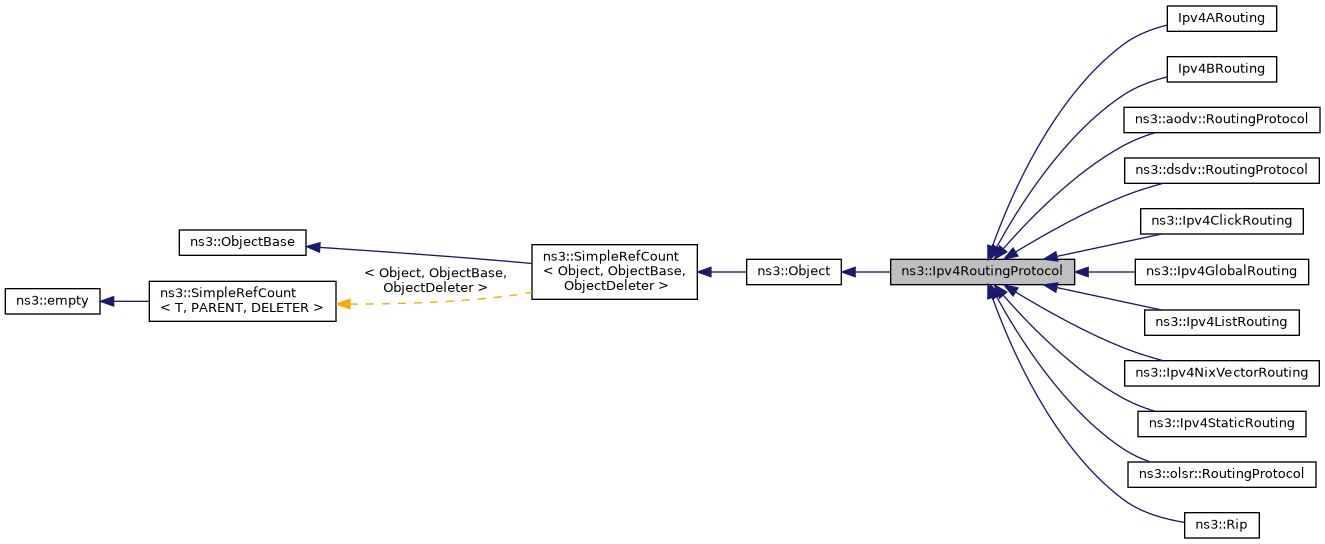 Ipv4ARouting
Ipv4BRouting
ns3::aodv::RoutingProtocol
ns3::dsdv::RoutingProtocol
ns3::Ipv4ClickRouting
ns3::ObjectBase
ns3::SimpleRefCount
< Object, ObjectBase,
ObjectDeleter >
< Object, ObjectBase,
ObjectDeleter >
ns3::Object
ns3::Ipv4RoutingProtocol
ns3::Ipv4GlobalRouting
ns3::empty
ns3::SimpleRefCount
< T, PARENT, DELETER >
ns3::Ipv4ListRouting
ns3::Ipv4NixVectorRouting
ns3::Ipv4StaticRouting
ns3::olsr::RoutingProtocol
ns3::Rip